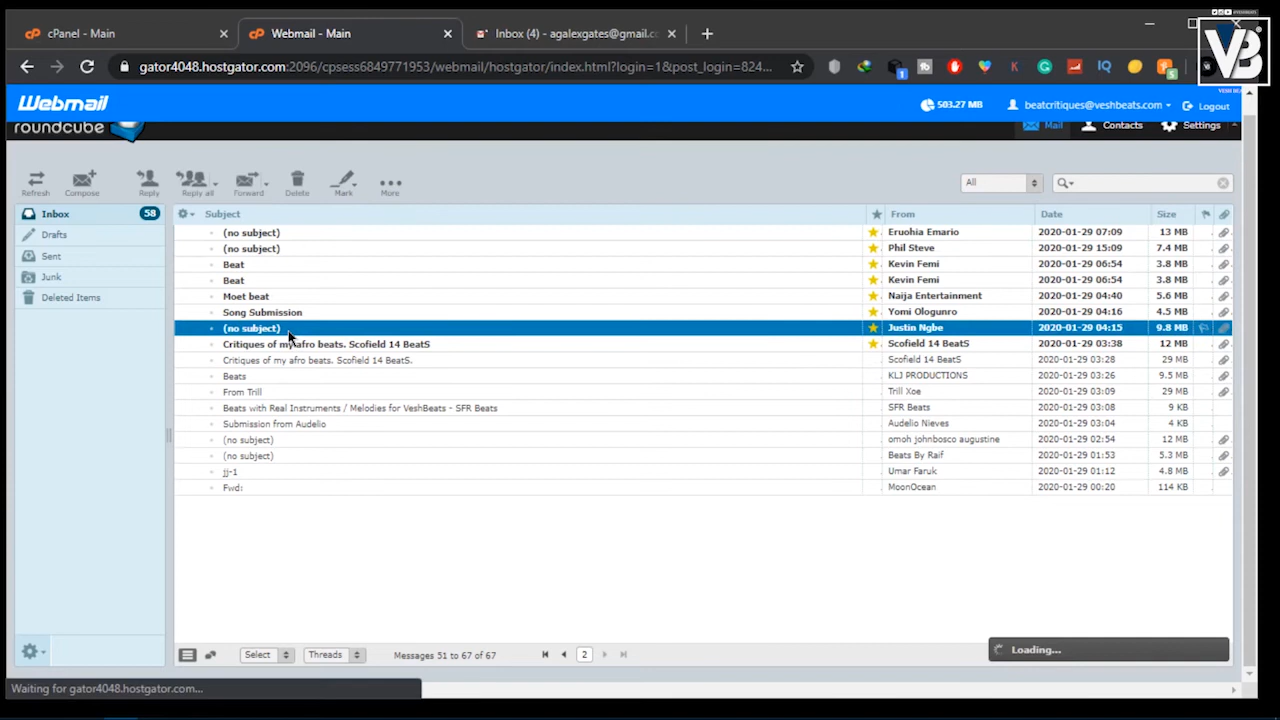 VESHBEATS
cPanel - Main
Webmail - Main
Inbox (4) - agalexgates@gmail.c
VB
gator4048.hostgator.com:2096/cpsess6849771953/webmail/hostgator/index.html?login=1&post_login=824...
Webmail
503.27 MB
beatcritiques@veshbeats.com
Logout
roundcube
Mail
Contacts
Settings
Refresh
Compose
Reply
Reply all
Forward
Delete
Mark
More
All
Inbox 58
Drafts
Sent
Junk
Deleted Items
Subject From Date Size
(no subject) Eruohia Emario 2020-01-29 07:09 13 MB
(no subject) Phil Steve 2020-01-29 15:09 7.4 MB
Beat Kevin Femi 2020-01-29 06:54 3.8 MB
Beat Kevin Femi 2020-01-29 06:54 3.8 MB
Moet beat Naija Entertainment 2020-01-29 04:40 5.6 MB
Song Submission Yomi Ologunro 2020-01-29 04:16 4.5 MB
(no subject) Justin Ngbe 2020-01-29 04:15 9.8 MB
Critiques of my afro beats. Scofield 14 BeatS Scofield 14 BeatS 2020-01-29 03:38 12 MB
Critiques of my afro beats. Scofield 14 BeatS. Scofield 14 BeatS 2020-01-29 03:28 29 MB
Beats KLJ PRODUCTIONS 2020-01-29 03:26 9.5 MB
From Trill Trill Xoe 2020-01-29 03:09 29 MB
Beats with Real Instruments / Melodies for VeshBeats - SFR Beats SFR Beats 2020-01-29 03:08 9 KB
Submission from Audelio Audelio Nieves 2020-01-29 03:04 4 KB
(no subject) omoh johnbosco augustine 2020-01-29 02:54 12 MB
(no subject) Beats By Raif 2020-01-29 01:53 5.3 MB
jj-1 Umar Faruk 2020-01-29 01:12 4.8 MB
Fwd: MoonOcean 2020-01-29 00:20 114 KB
Select
Threads
Messages 51 to 67 of 67
2
Loading...
Waiting for gator4048.hostgator.com...